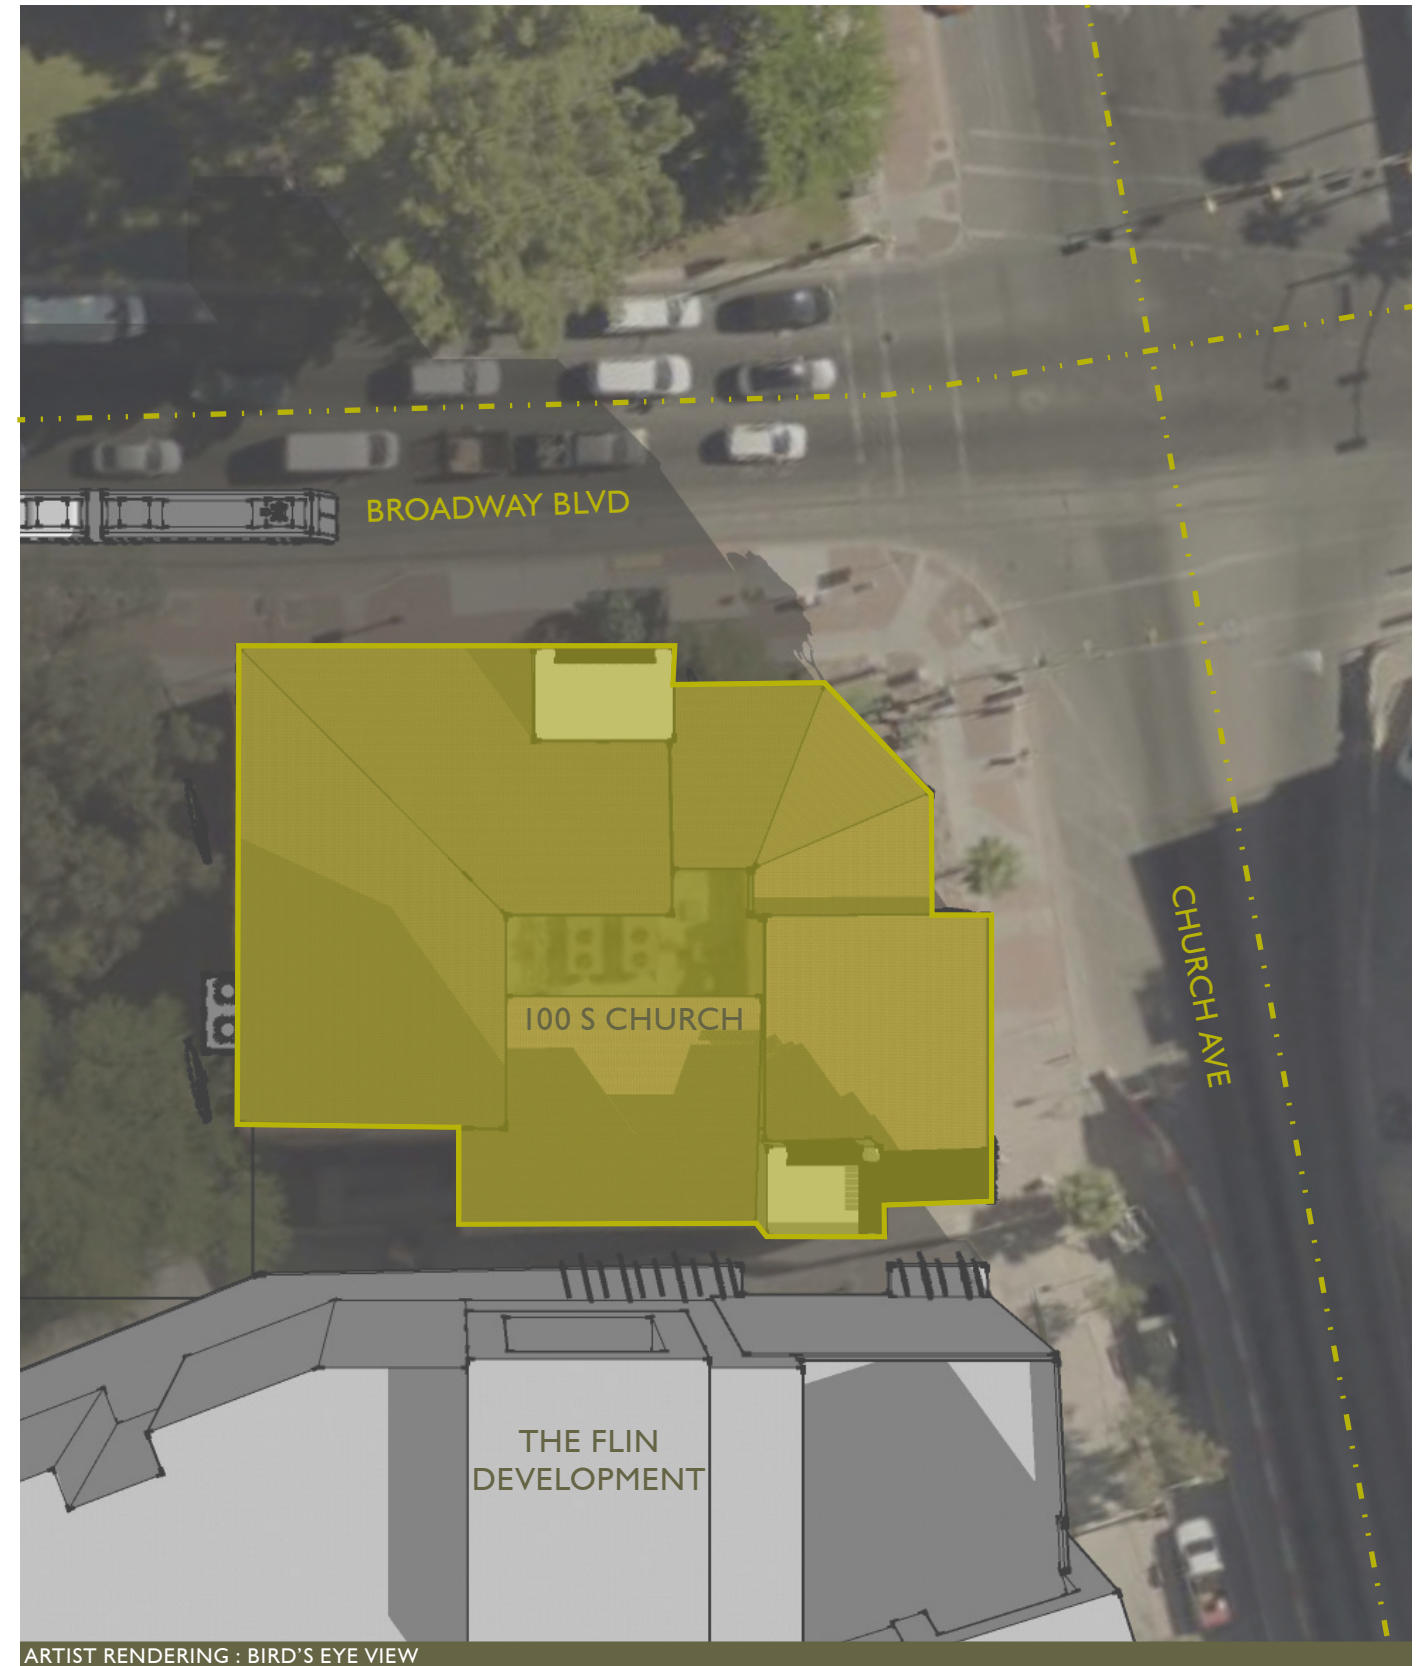 BROADWAY BLVD
CHURCH AVE
100 S CHURCH
THE FLIN
DEVELOPMENT
ARTIST RENDERING : BIRD'S EYE VIEW